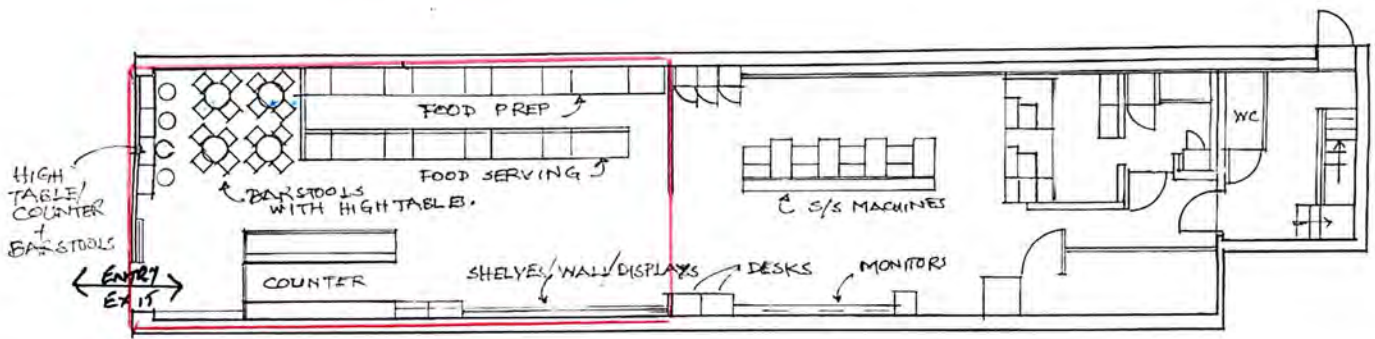 FOOD PREP
WC
HIGH
TABLE/
COUNTER
+
BARSTOOLS
FOOD SERVING
BARSTOOLS
WITH HIGH TABLE.
S/S MACHINES
ENTRY
EXIT
COUNTER
SHELVES/WALL/DISPLAYS
DESKS
MONITORS